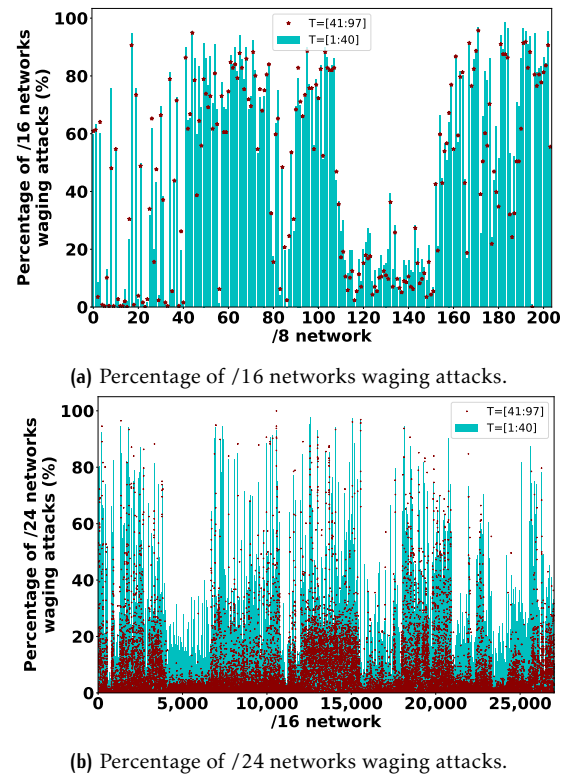 100
80
60
40
20
0
Percentage of /16 networks
waging attacks (%)
T=[41:97]
T=[1:40]
0 20 40 60 80 100 120 140 160 180 200
/8 network
(a) Percentage of /16 networks waging attacks.
100
80
60
40
20
0
Percentage of /24 networks
waging attacks (%)
T=[41:97]
T=[1:40]
0 5,000 10,000 15,000 20,000 25,000
/16 network
(b) Percentage of /24 networks waging attacks.